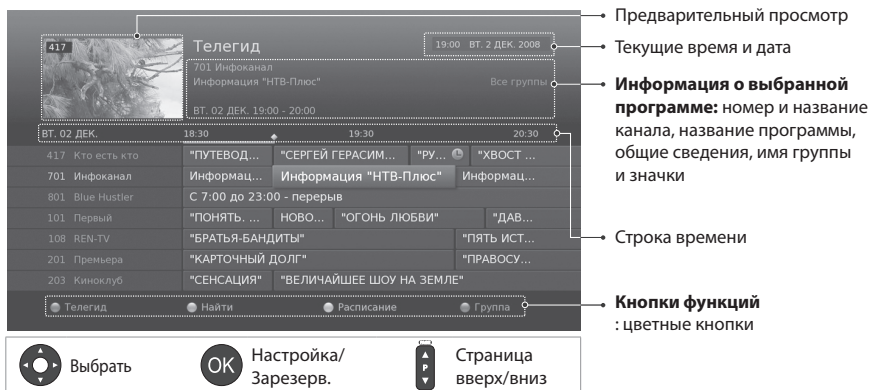 417
Телегид
19:00 ВТ. 2 ДЕК. 2008
701 Инфоканал
Информация "НТВ-Плюс"
Все группы
ВТ. 02 ДЕК. 19:00 - 20:00
ВТ. 02 ДЕК. 18:30 19:30 20:30
417 Кто есть кто "ПУТЕВОД... "СЕРГЕЙ ГЕРАСИМ... "РУ... "ХВОСТ ...
701 Инфоканал Информац... Информация "НТВ-Плюс" Информац...
801 Blue Hustler С 7:00 до 23:00 - перерыв
101 Первый "ПОНЯТЬ. ... НОВО... "ОГОНЬ ЛЮБВИ" "ДАВ...
108 REN-TV "БРАТЬЯ-БАНДИТЫ" "ПЯТЬ ИСТ...
201 Премьера "КАРТОЧНЫЙ ДОЛГ" "ПРАВОСУ...
203 Киноклуб "СЕНСАЦИЯ" "ВЕЛИЧАЙШЕЕ ШОУ НА ЗЕМЛЕ"
Телегид Найти Расписание Группа
Предварительный просмотр
Текущие время и дата
Информация о выбранной
программе: номер и название
канала, название программы,
общие сведения, имя группы
и значки
Строка времени
Кнопки функций
: цветные кнопки
Выбрать
OK
Настройка/
Зарезерв.
P
Страница
вверх/вниз